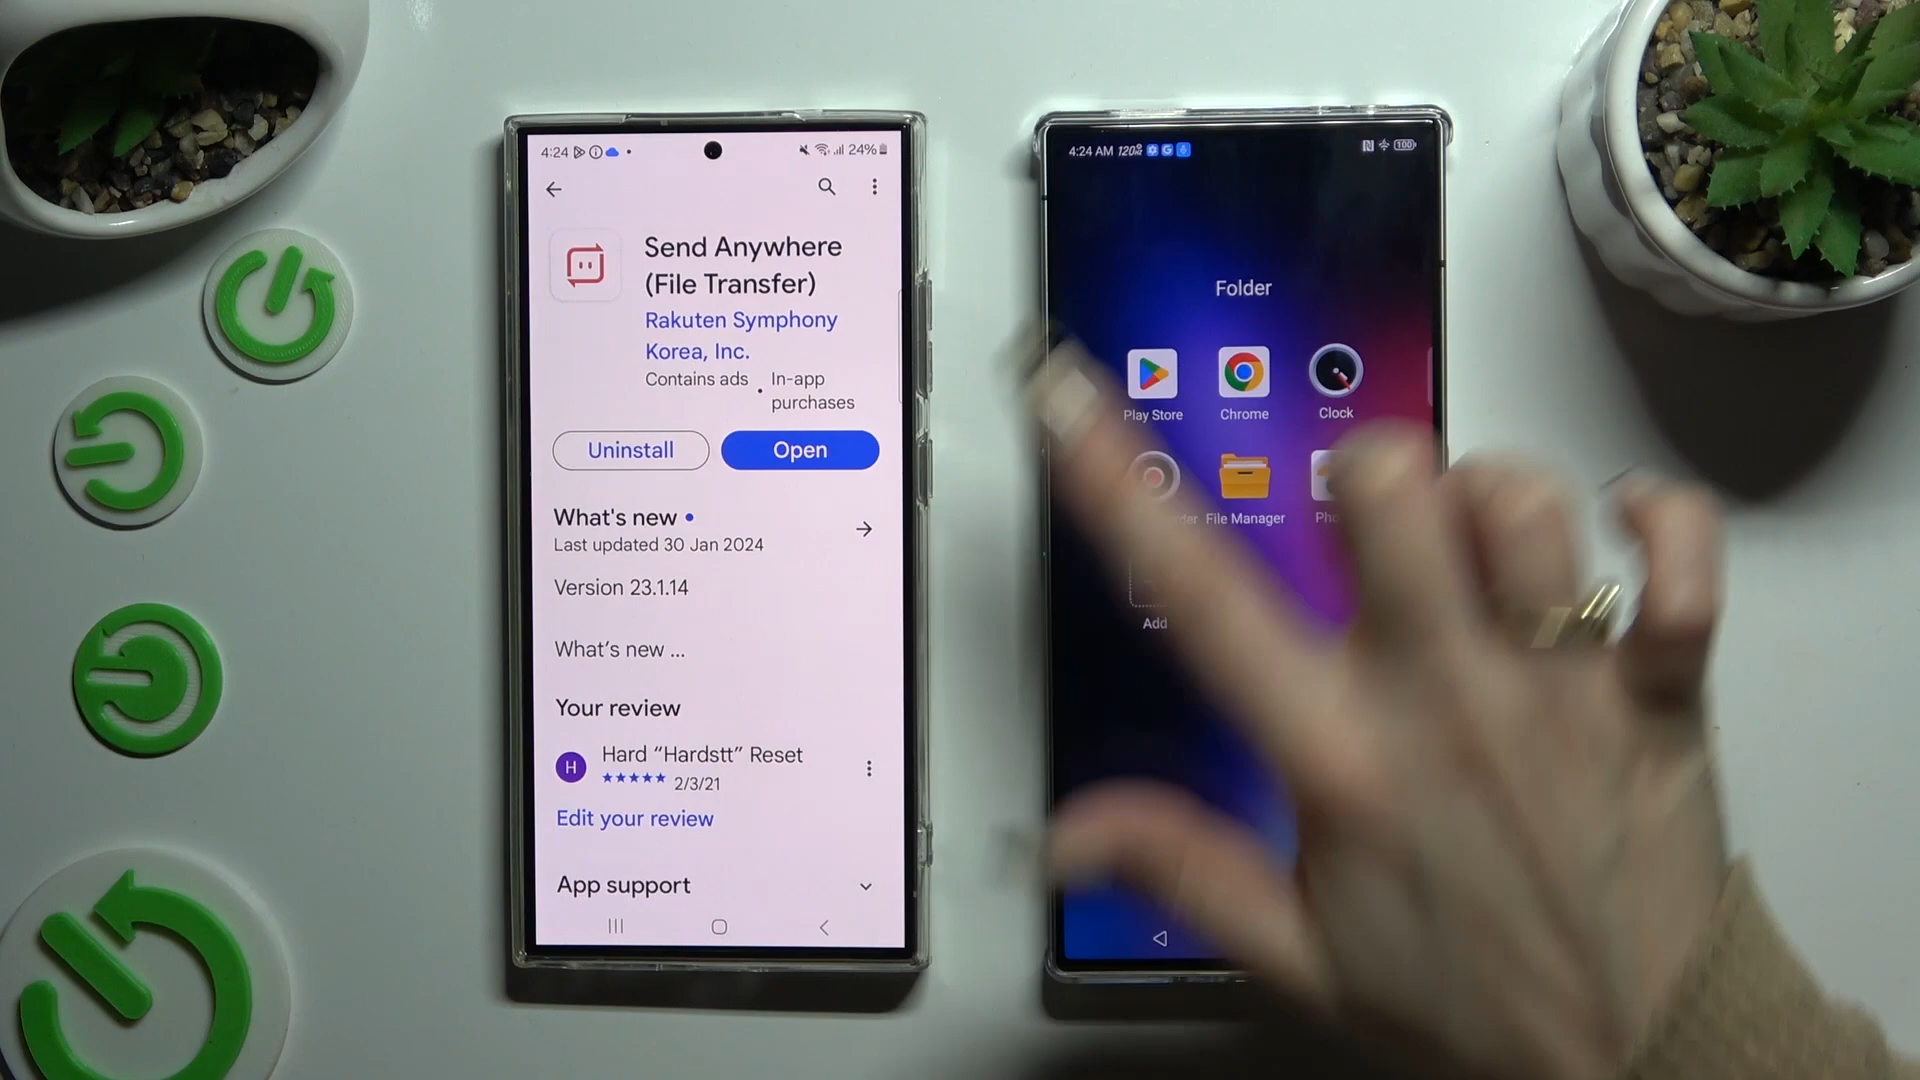 4:24
24%
Send Anywhere
(File Transfer)
Rakuten Symphony
Korea, Inc.
Contains ads • In-app
purchases
Uninstall
Open
What's new •
Last updated 30 Jan 2024
Version 23.1.14
What's new ...
Your review
H
Hard "Hardstt" Reset
★★★★★ 2/3/21
Edit your review
App support
4:24 AM
100
Folder
Play Store
Chrome
Clock
File Manager
Add